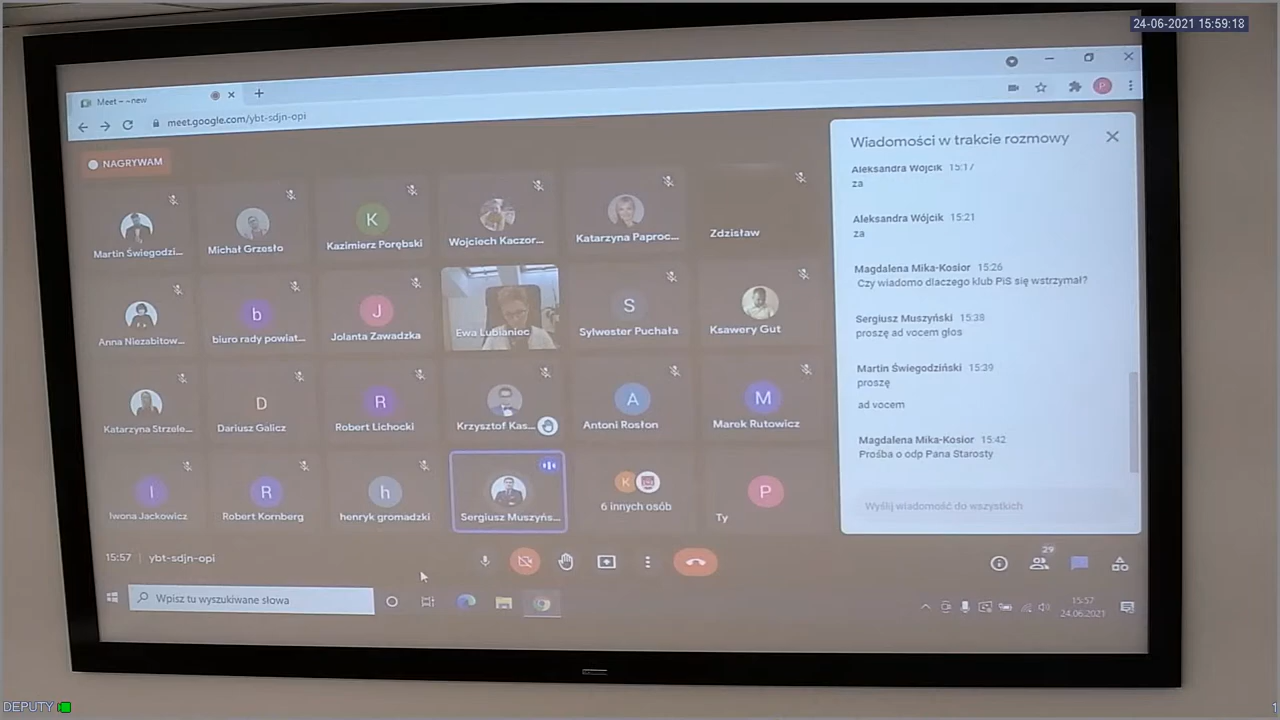 24-06-2021 15:59:18
Meet – ~new
meet.google.com/ybt-sdjn-opi
P
NAGRYWAM
Martin Świegodzi...
Michał Grzesło
K
Kazimierz Porębski
Wojciech Kaczor...
Katarzyna Paproc...
Zdzisław
Anna Niezabitow...
b
biuro rady powiat...
J
Jolanta Zawadzka
Ewa Lubianiec
S
Sylwester Puchała
Ksawery Gut
Katarzyna Strzele...
D
Dariusz Galicz
R
Robert Lichocki
Krzysztof Kas...
A
Antoni Rosłon
M
Marek Rutowicz
I
Iwona Jackowicz
R
Robert Kornberg
h
henryk gromadzki
Sergiusz Muszyńs...
K
6 innych osób
P
Ty
Wiadomości w trakcie rozmowy
Aleksandra Wójcik 15:17
za
Aleksandra Wójcik 15:21
za
Magdalena Mika-Kosior 15:26
Czy wiadomo dlaczego klub PiS się wstrzymał?
Sergiusz Muszyński 15:38
proszę ad vocem głos
Martin Świegodziński 15:39
proszę
ad vocem
Magdalena Mika-Kosior 15:42
Prośba o odp Pana Starosty
Wyślij wiadomość do wszystkich
15:57 | ybt-sdjn-opi
29
Wpisz tu wyszukiwane słowa
15:57
24.06.2021
DEPUTY
1